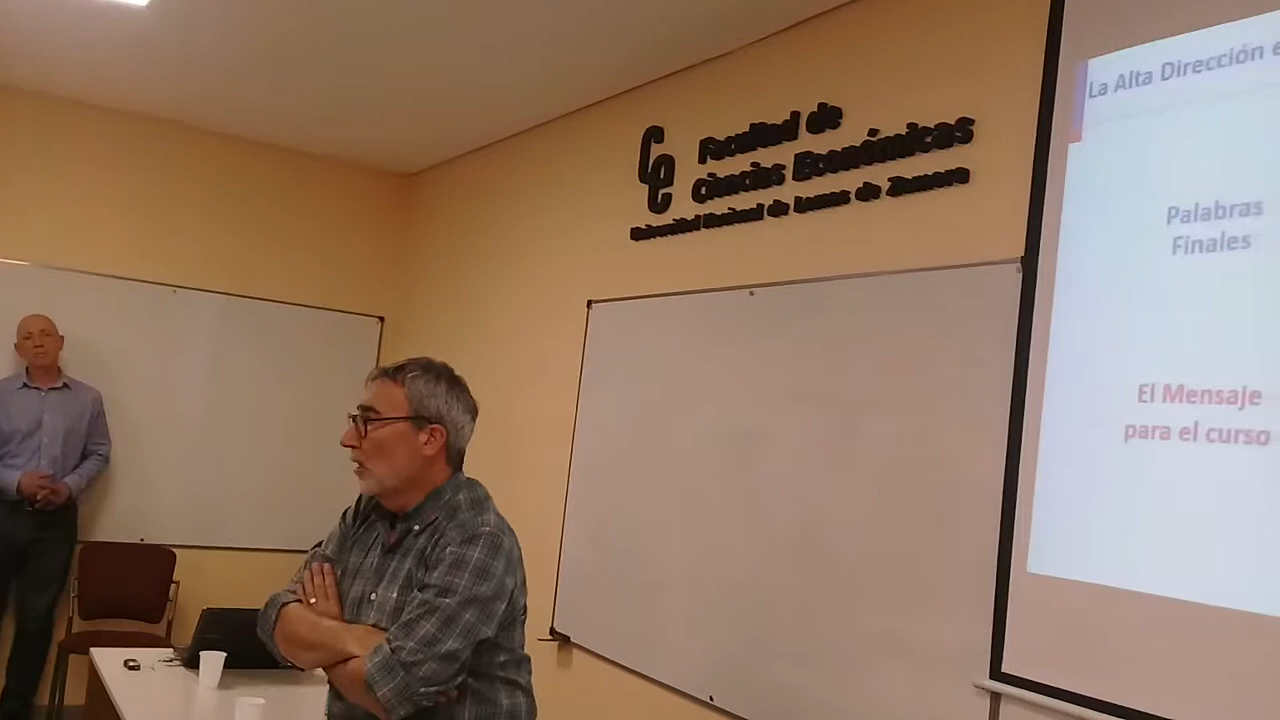 Ce
Facultad de
Ciencias Económicas
Universidad Nacional de Lomas de Zamora
La Alta Dirección e
Palabras
Finales
El Mensaje
para el curso